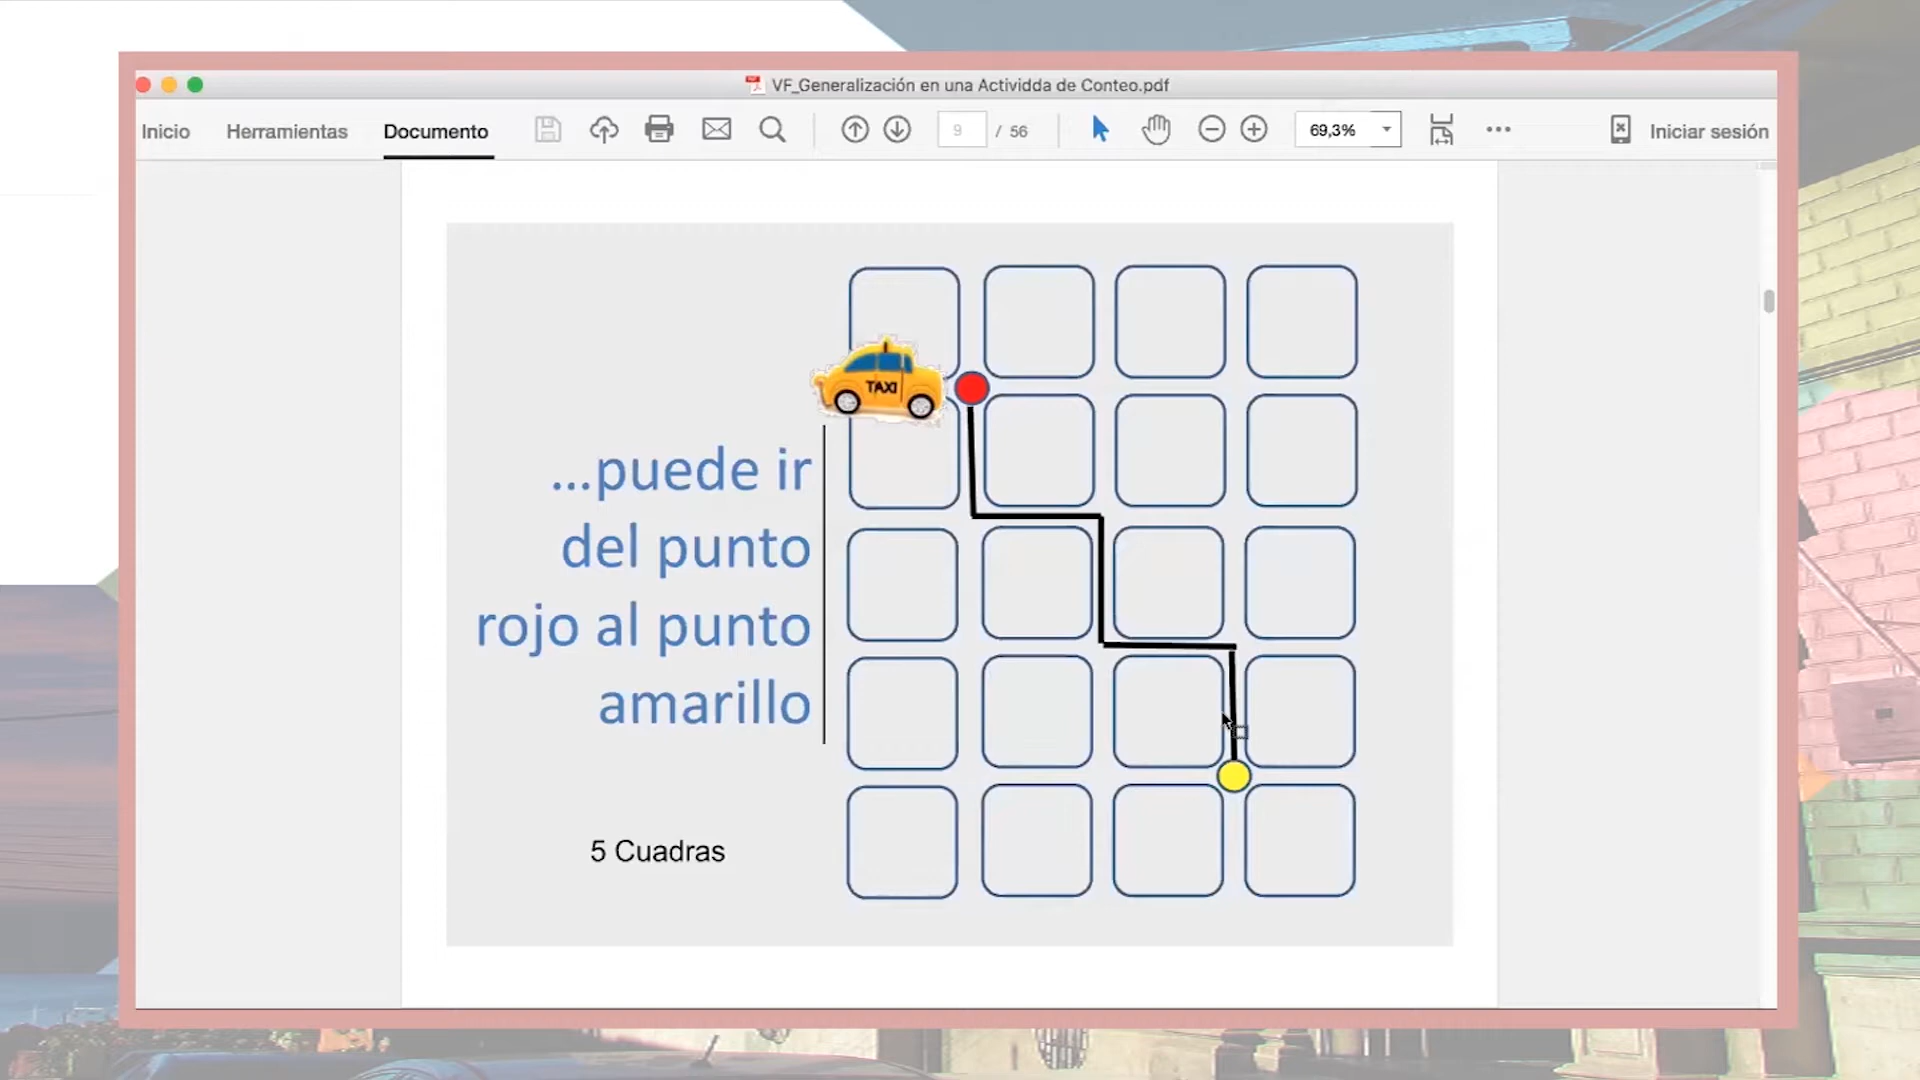 VF_Generalización en una Activiidda de Conteo.pdf
Inicio Herramientas Documento 9 / 56 69,3% Iniciar sesión
TAXI
...puede ir
del punto
rojo al punto
amarillo
5 Cuadras